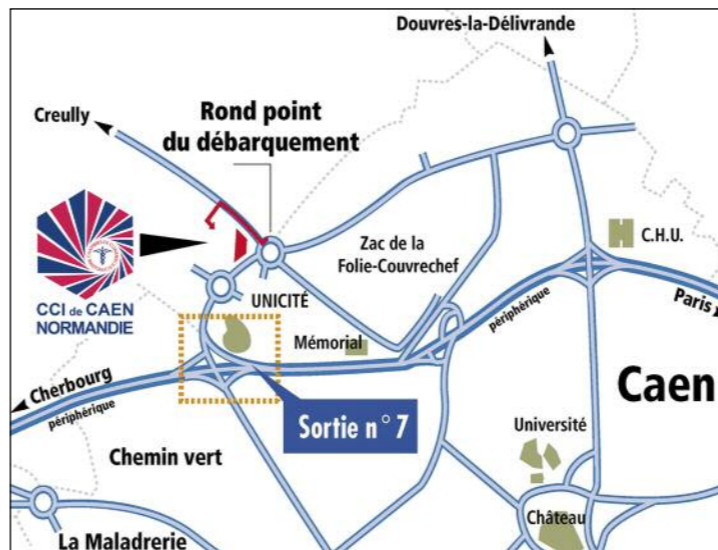 Douvres-la-Délivrande
Rond point
du débarquement
Creully
Zac de la
Folie-Couvrechef
C.H.U.
CCI de CAEN
NORMANDIE
UNICITÉ
Mémorial
périphérique
Paris
Cherbourg
périphérique
Caen
Sortie n° 7
Université
Chemin vert
Château
La Maladrerie